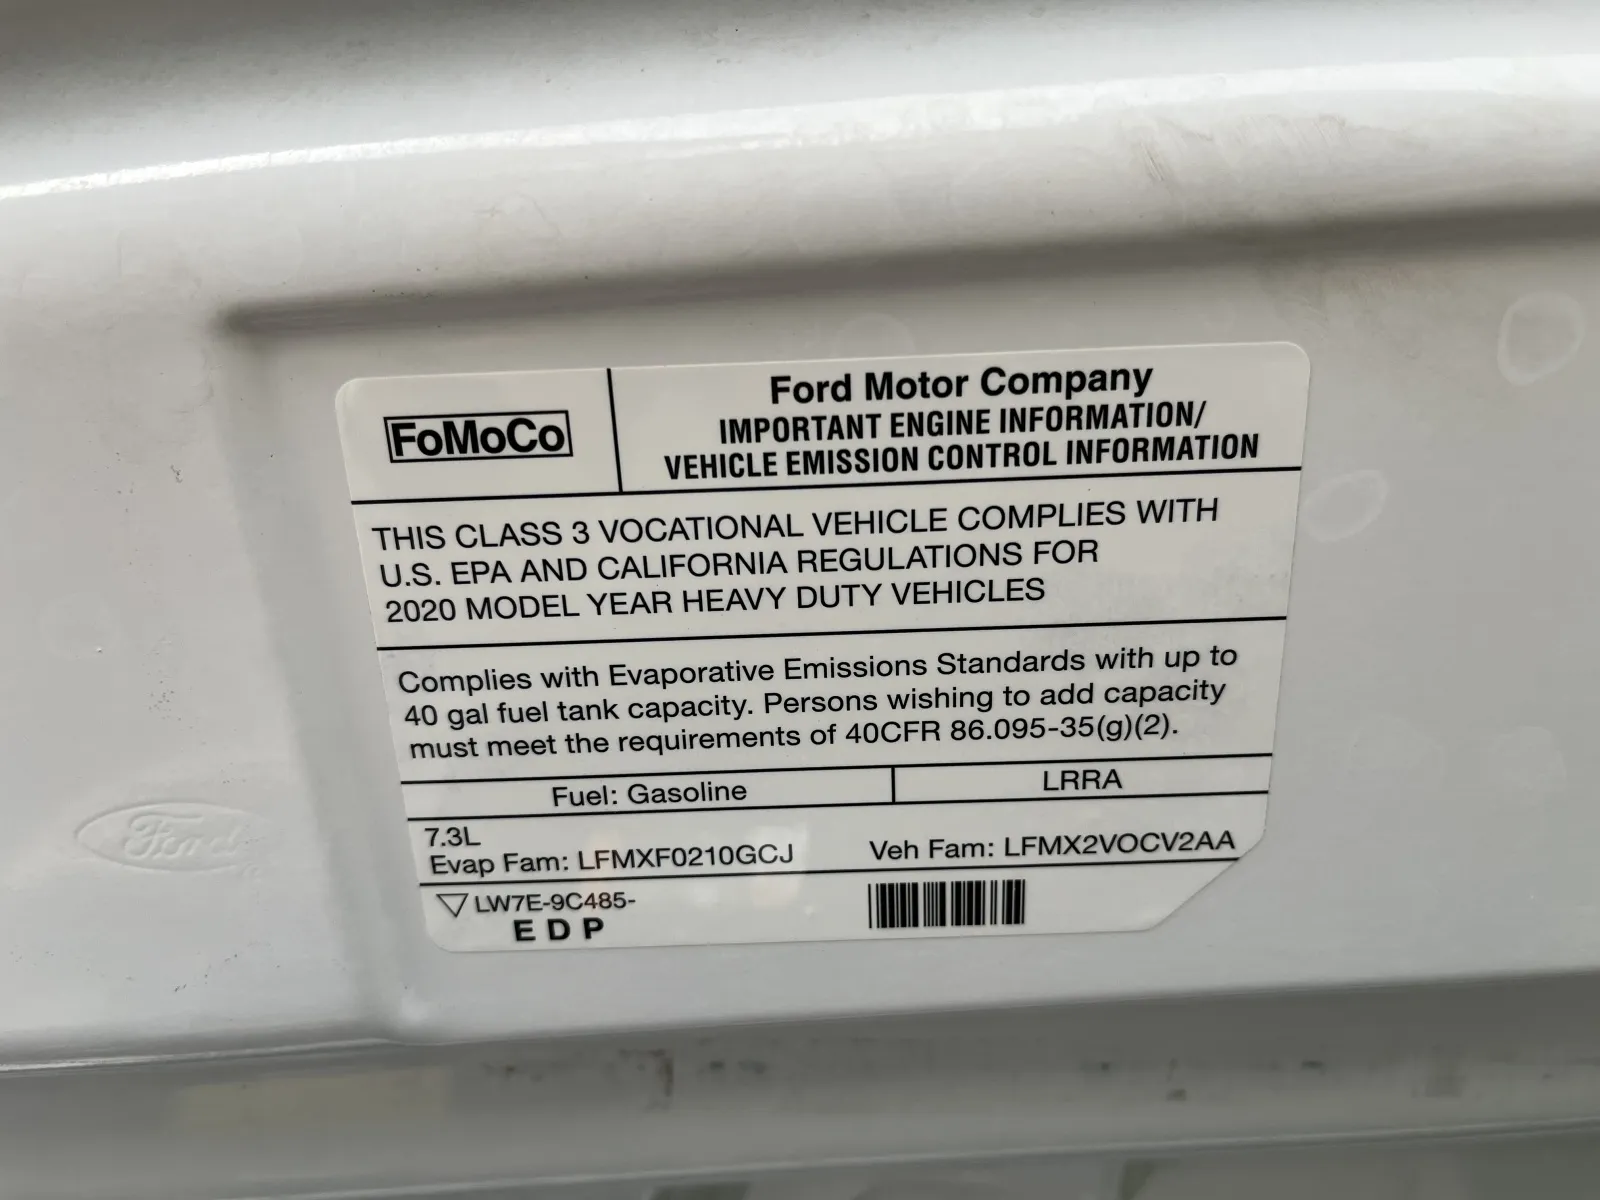 FoMoCo
Ford Motor Company
IMPORTANT ENGINE INFORMATION/
VEHICLE EMISSION CONTROL INFORMATION
THIS CLASS 3 VOCATIONAL VEHICLE COMPLIES WITH
U.S. EPA AND CALIFORNIA REGULATIONS FOR
2020 MODEL YEAR HEAVY DUTY VEHICLES
Complies with Evaporative Emissions Standards with up to
40 gal fuel tank capacity. Persons wishing to add capacity
must meet the requirements of 40CFR 86.095-35(g)(2).
Fuel: Gasoline
LRRA
7.3L
Evap Fam: LFMXF0210GCJ
Veh Fam: LFMX2VOCV2AA
LW7E-9C485-
E D P
Ford